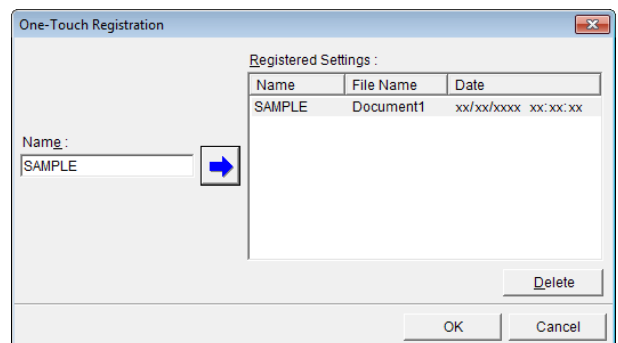 One-Touch Registration
Registered Settings :
Name File Name Date
SAMPLE Document1 xx/xx/xxxx xx:xx:xx
Name :
SAMPLE
Delete
OK Cancel